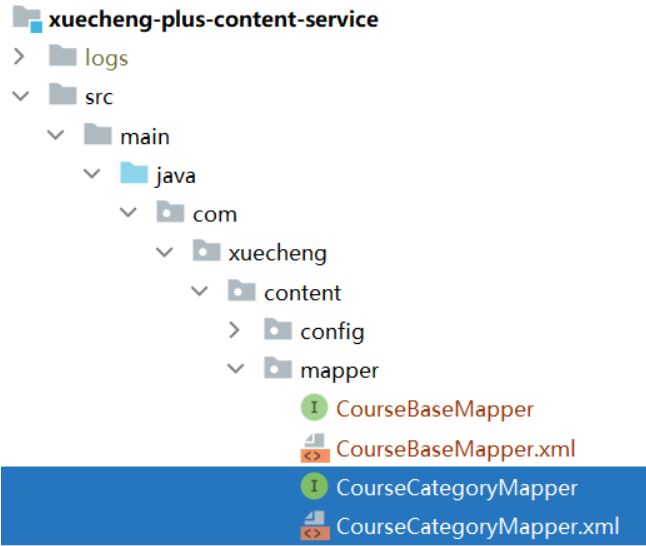 xuecheng-plus-content-service
logs
src
main
java
com
xuecheng
content
config
mapper
I CourseBaseMapper
<> CourseBaseMapper.xml
I CourseCategoryMapper
<> CourseCategoryMapper.xml